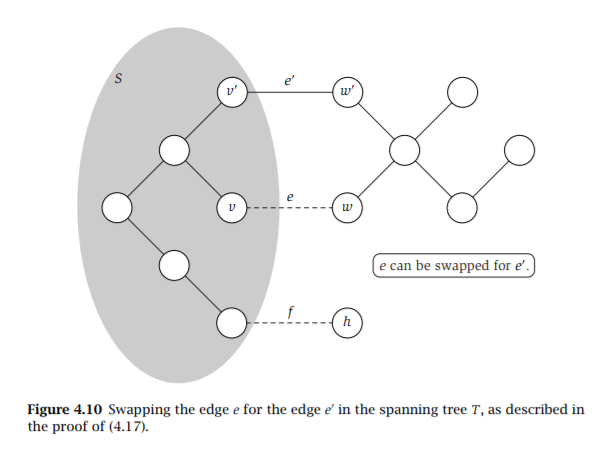 S
v′
e′
w′
v
e
w
e can be swapped for e′.
f
h
Figure 4.10 Swapping the edge e for the edge e′ in the spanning tree T, as described in
the proof of (4.17).